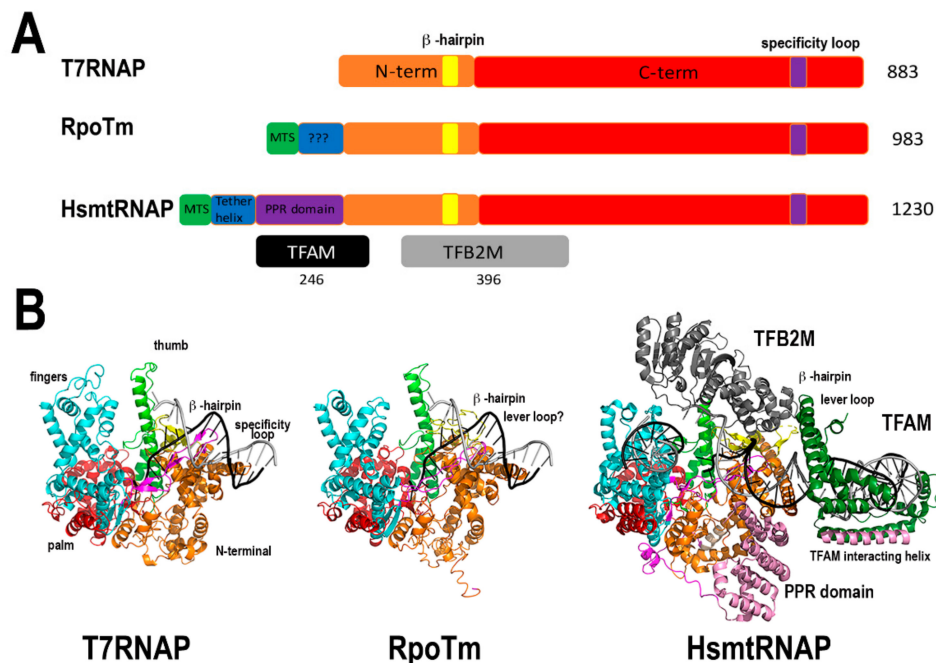 A
β -hairpin
specificity loop
T7RNAP
N-term
C-term
883
RpoTm
MTS
???
983
HsmtRNAP
MTS
Tether
helix
PPR domain
1230
TFAM
TFB2M
246
396
B
thumb
fingers
β -hairpin
specificity
loop
palm
N-terminal
T7RNAP
β -hairpin
lever loop?
RpoTm
TFB2M
β -hairpin
lever loop
TFAM
TFAM interacting helix
PPR domain
HsmtRNAP